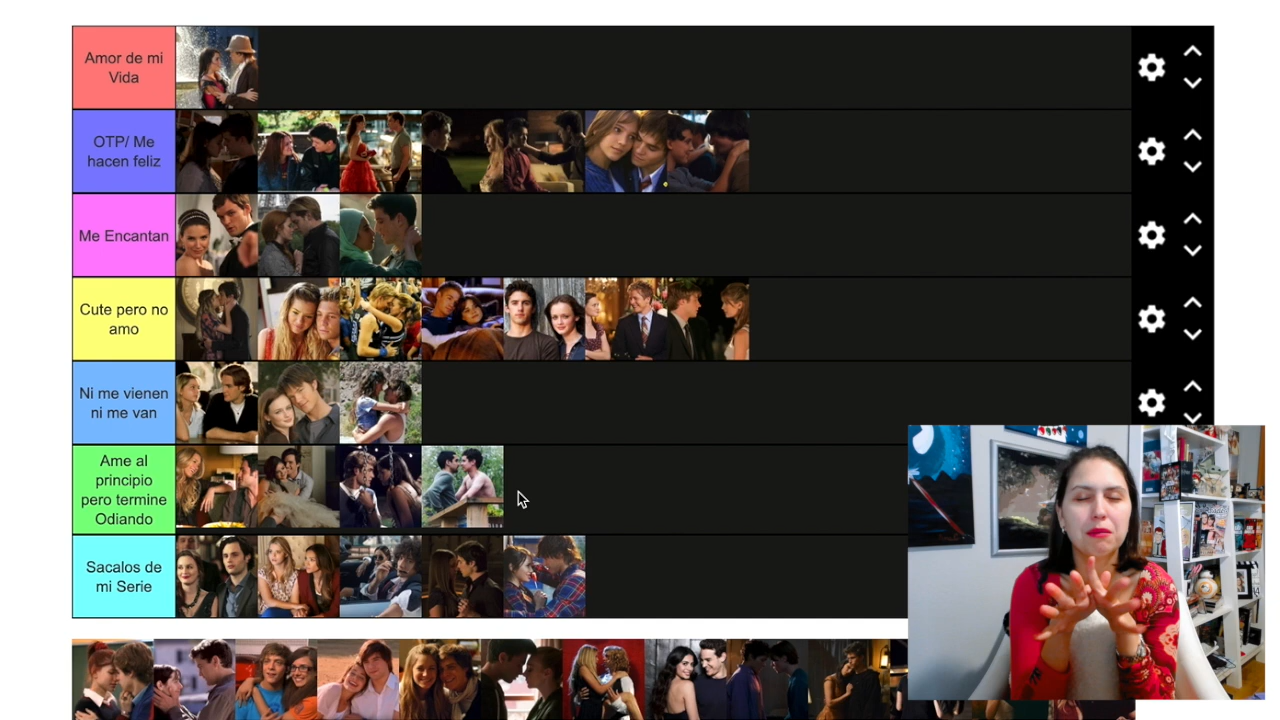 Amor de mi
Vida
OTP/ Me
hacen feliz
Me Encantan
Cute pero no
amo
Ni me vienen
ni me van
Ame al
principio
pero termine
Odiando
Sacalos de
mi Serie